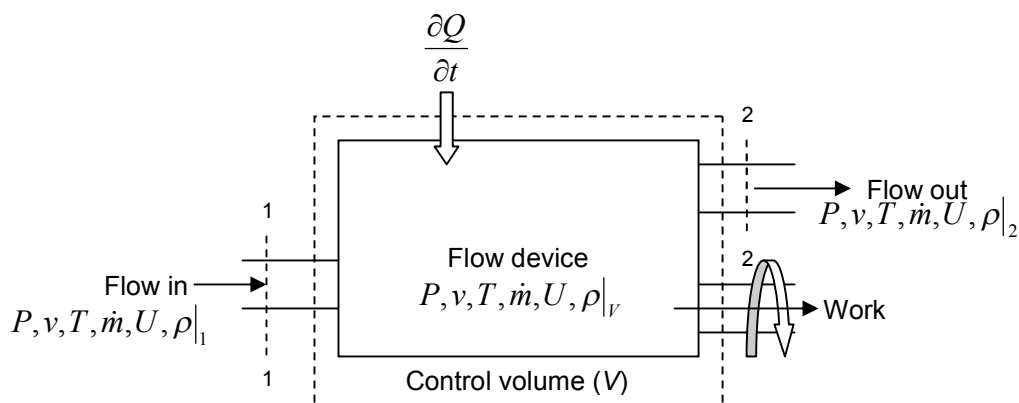 ∂Q
∂t
2
Flow out
P, v, T, ṁ, U, ρ|₂
1
Flow in
P, v, T, ṁ, U, ρ|₁
1
Flow device
P, v, T, ṁ, U, ρ|V
2
Work
Control volume (V)